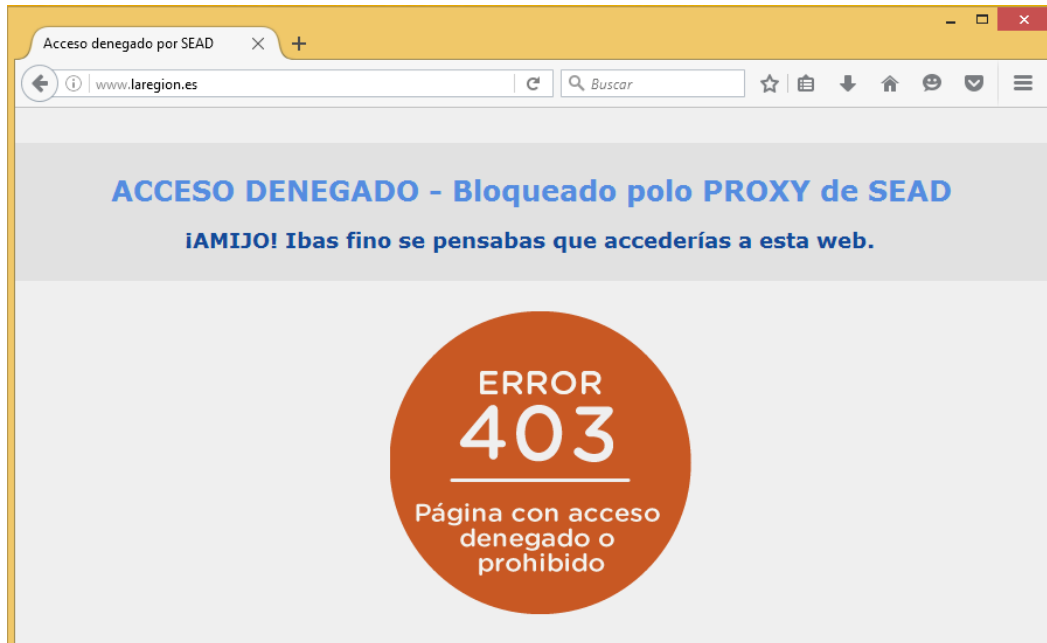 Acceso denegado por SEAD
www.laregion.es
Buscar
ACCESO DENEGADO - Bloqueado polo PROXY de SEAD
¡AMIJO! Ibas fino se pensabas que accederías a esta web.
ERROR
403
Página con acceso
denegado o
prohibido